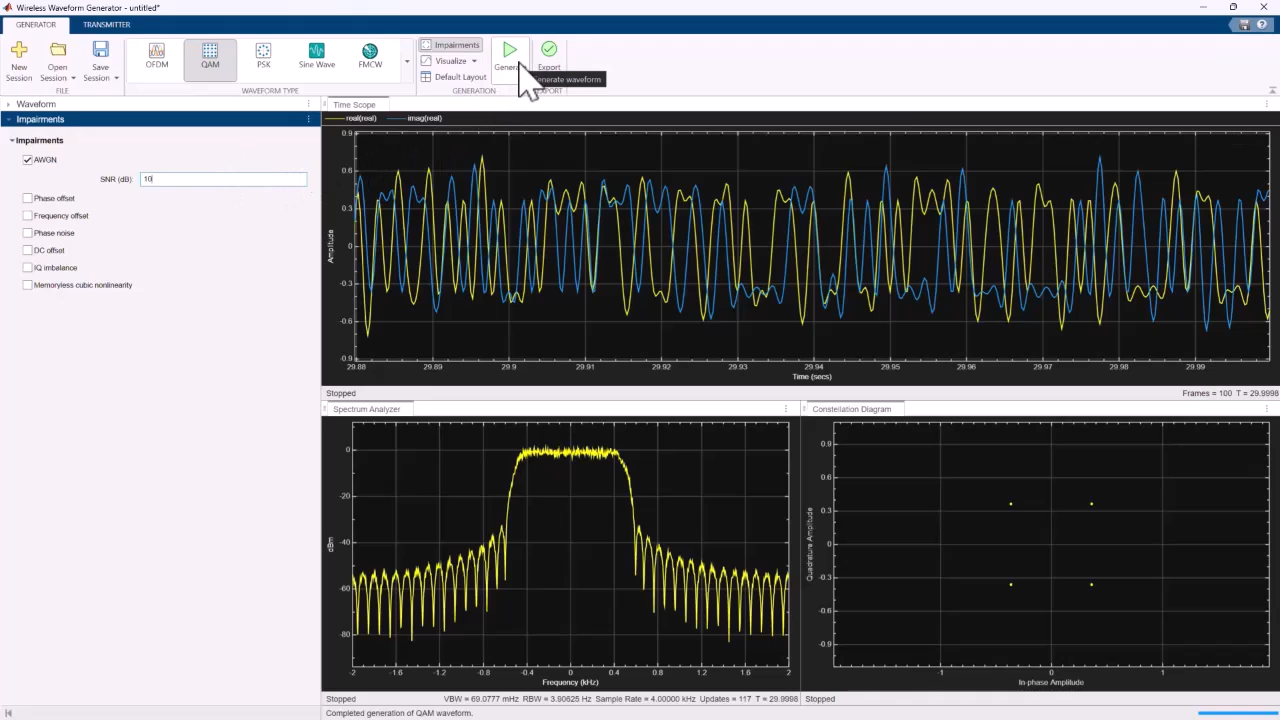 Wireless Waveform Generator - untitled*
GENERATOR
TRANSMITTER
New Session
Open Session
Save Session
FILE
OFDM
QAM
PSK
Sine Wave
FMCW
WAVEFORM TYPE
Impairments
Visualize
Default Layout
GENERATION
Export
Waveform
Impairments
Impairments
AWGN
SNR (dB): 10
Phase offset
Frequency offset
Phase noise
DC offset
IQ imbalance
Memoryless cubic nonlinearity
Time Scope
real(real) imag(real)
0.9
0.6
0.3
0
-0.3
-0.6
-0.9
Amplitude
29.88 29.89 29.9 29.91 29.92 29.93 29.94 29.95 29.96 29.97 29.98 29.99
Time (secs)
Stopped
Frames = 100 T = 29.9998
Spectrum Analyzer
0
-20
-40
-60
-80
dBm
-2 -1.6 -1.2 -0.8 -0.4 0 0.4 0.8 1.2 1.6 2
Frequency (kHz)
Stopped
VBW = 69.0777 mHz RBW = 3.90625 Hz Sample Rate = 4.00000 kHz Updates = 117 T = 29.9998
Constellation Diagram
0.9
0.6
0.3
0
-0.3
-0.6
-0.9
Quadrature Amplitude
-1 0 1
In-phase Amplitude
Stopped
Completed generation of QAM waveform.